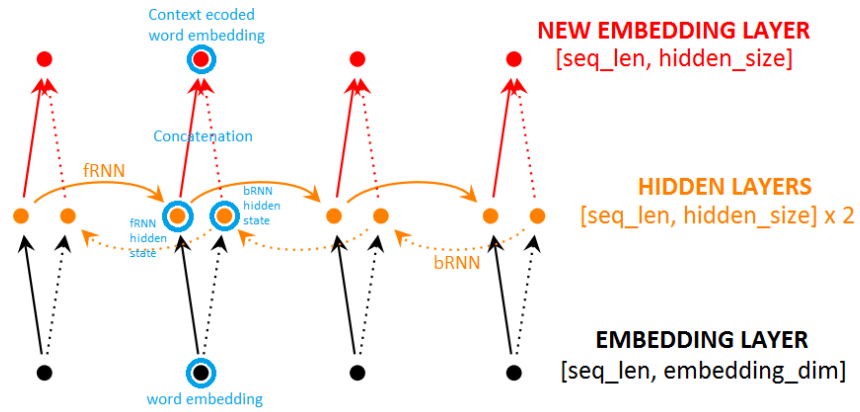 Context ecoded
word embedding
NEW EMBEDDING LAYER
[seq_len, hidden_size]
Concatenation
fRNN
bRNN
hidden
state
HIDDEN LAYERS
[seq_len, hidden_size] x 2
fRNN
hidden
state
bRNN
EMBEDDING LAYER
[seq_len, embedding_dim]
word embedding